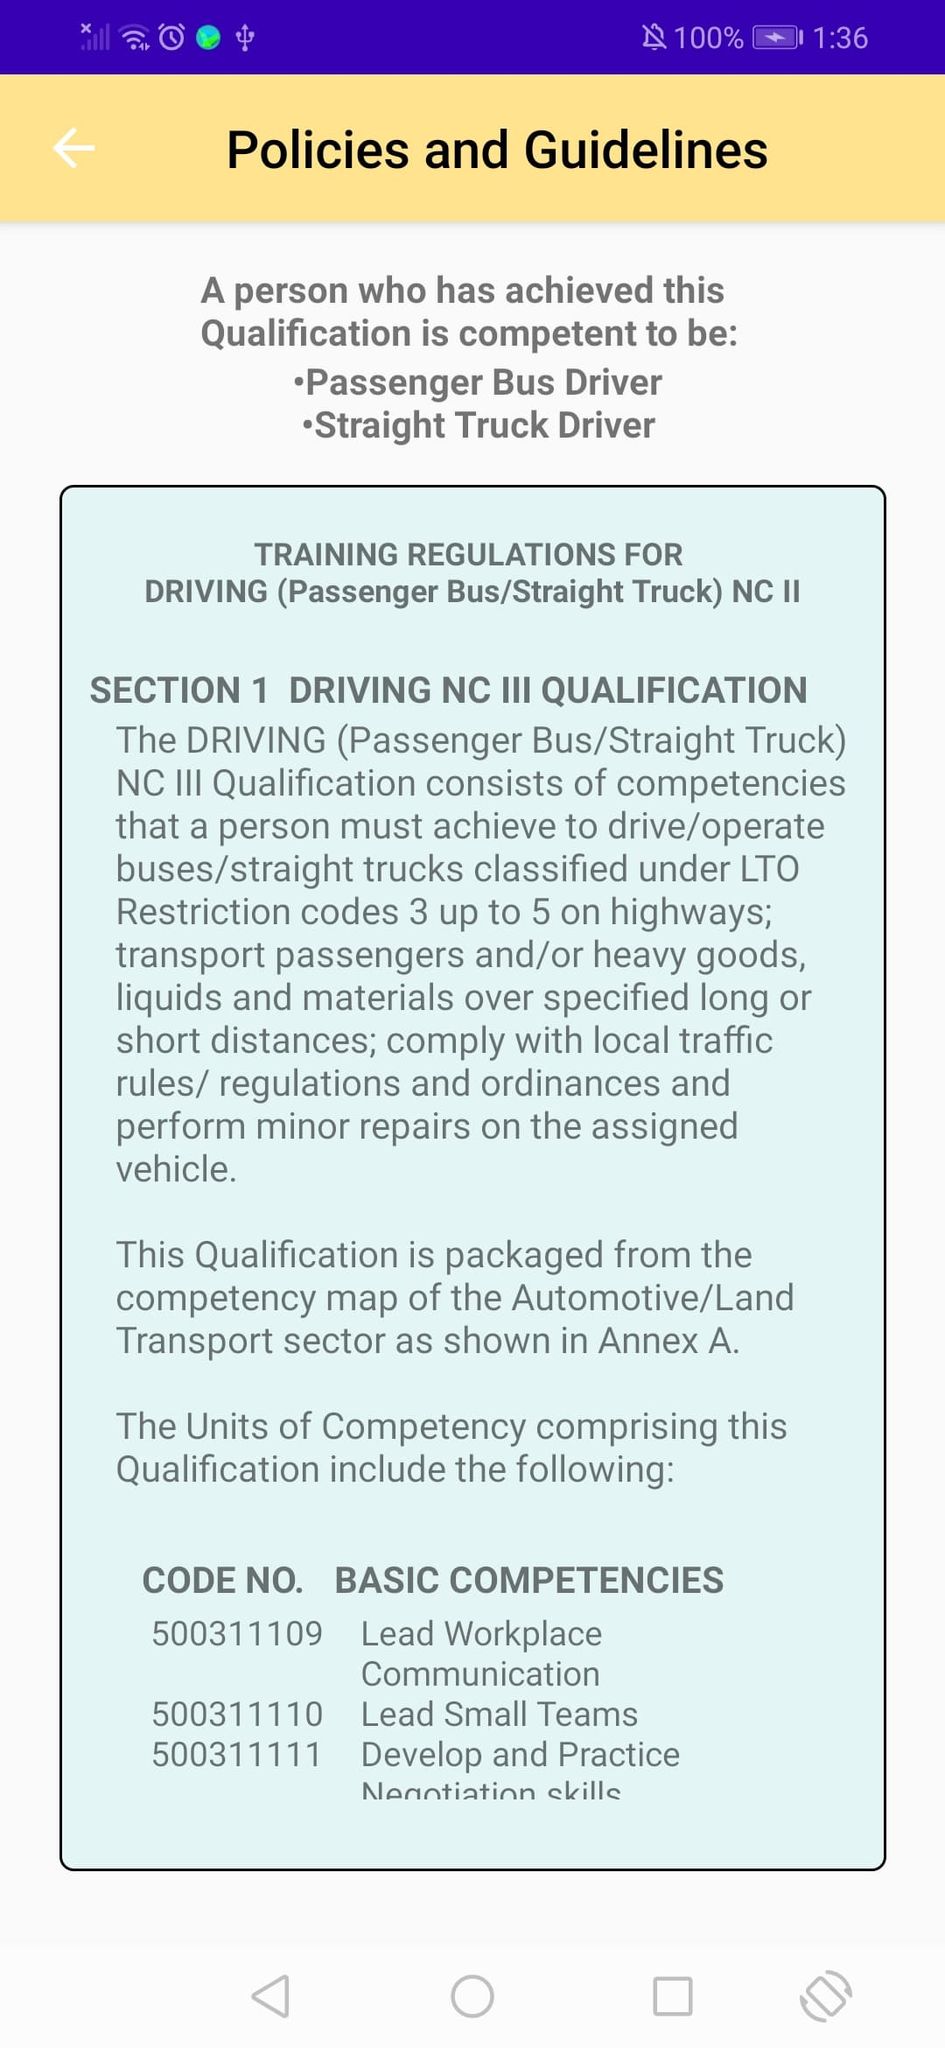 100% 1:36
Policies and Guidelines
A person who has achieved this
Qualification is competent to be:
•Passenger Bus Driver
•Straight Truck Driver
TRAINING REGULATIONS FOR
DRIVING (Passenger Bus/Straight Truck) NC II
SECTION 1 DRIVING NC III QUALIFICATION
The DRIVING (Passenger Bus/Straight Truck)
NC III Qualification consists of competencies
that a person must achieve to drive/operate
buses/straight trucks classified under LTO
Restriction codes 3 up to 5 on highways;
transport passengers and/or heavy goods,
liquids and materials over specified long or
short distances; comply with local traffic
rules/ regulations and ordinances and
perform minor repairs on the assigned
vehicle.
This Qualification is packaged from the
competency map of the Automotive/Land
Transport sector as shown in Annex A.
The Units of Competency comprising this
Qualification include the following:
CODE NO. BASIC COMPETENCIES
500311109 Lead Workplace
Communication
500311110 Lead Small Teams
500311111 Develop and Practice
Negotiation skills